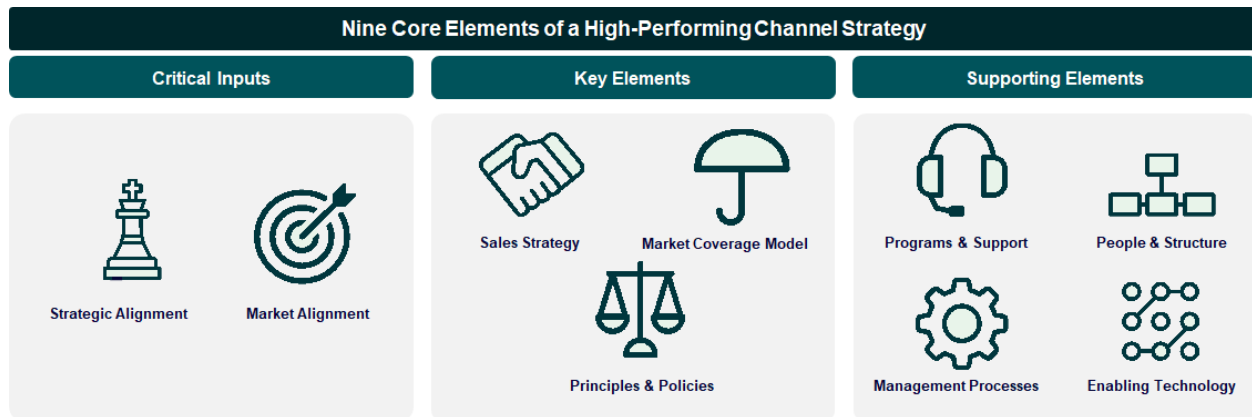 Nine Core Elements of a High-Performing Channel Strategy
Critical Inputs
Key Elements
Supporting Elements
Strategic Alignment
Market Alignment
Sales Strategy
Market Coverage Model
Principles & Policies
Programs & Support
People & Structure
Management Processes
Enabling Technology